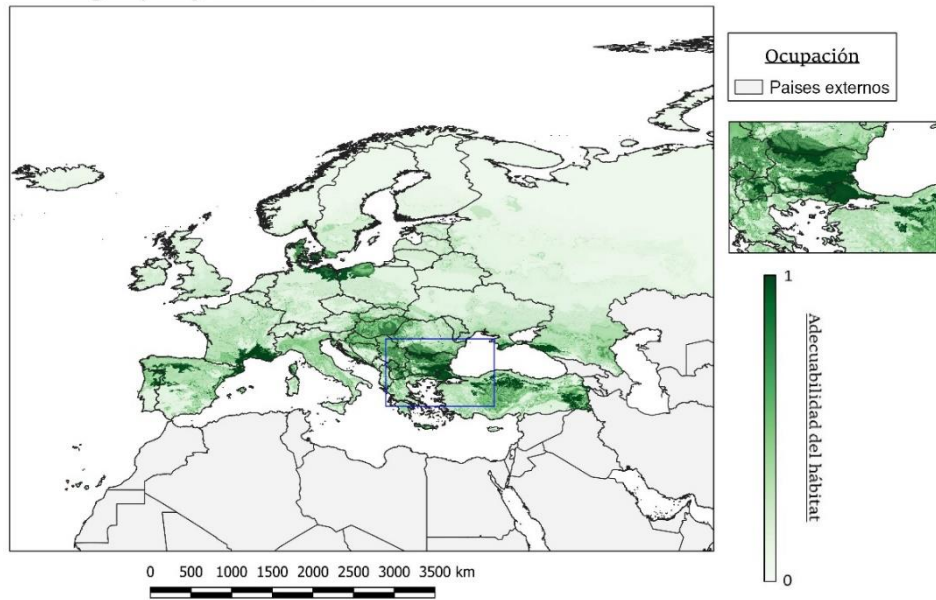 Ocupación
Paises externos
1
Adecuabilidad del hábitat
0
0 500 1000 1500 2000 2500 3000 3500 km